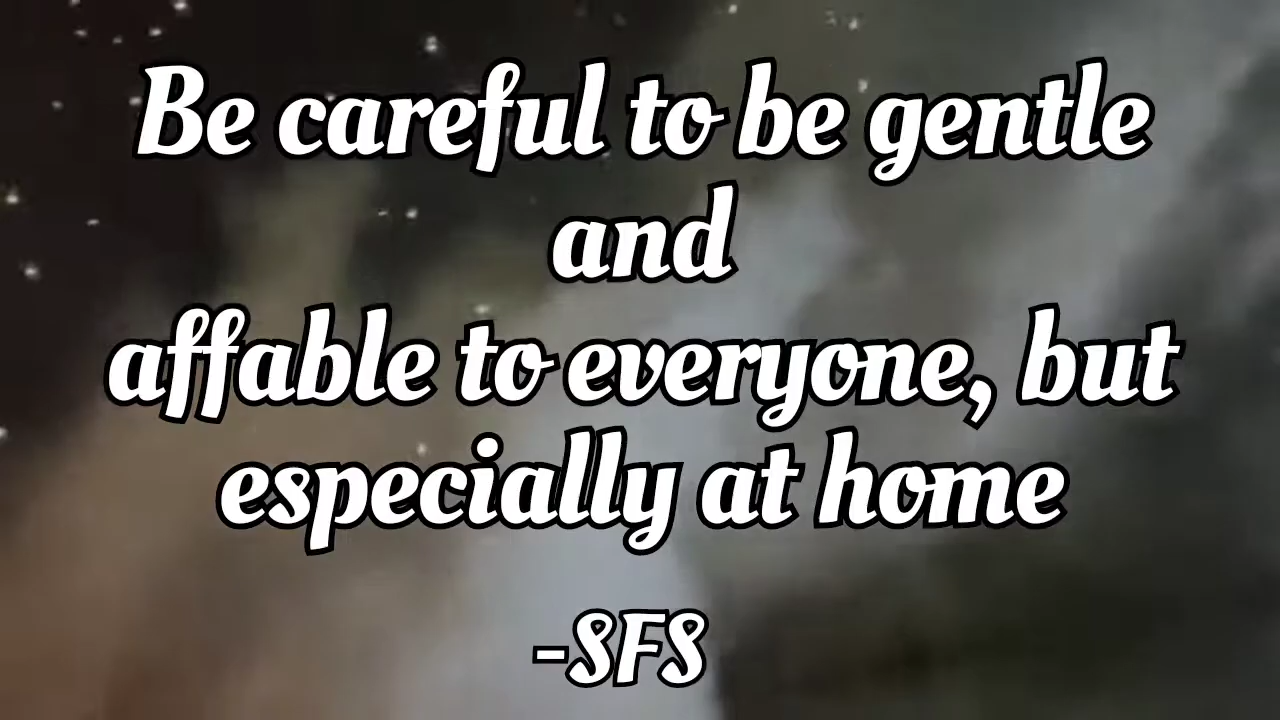 Be careful to be gentle
and
affable to everyone, but
especially at home
-SFS